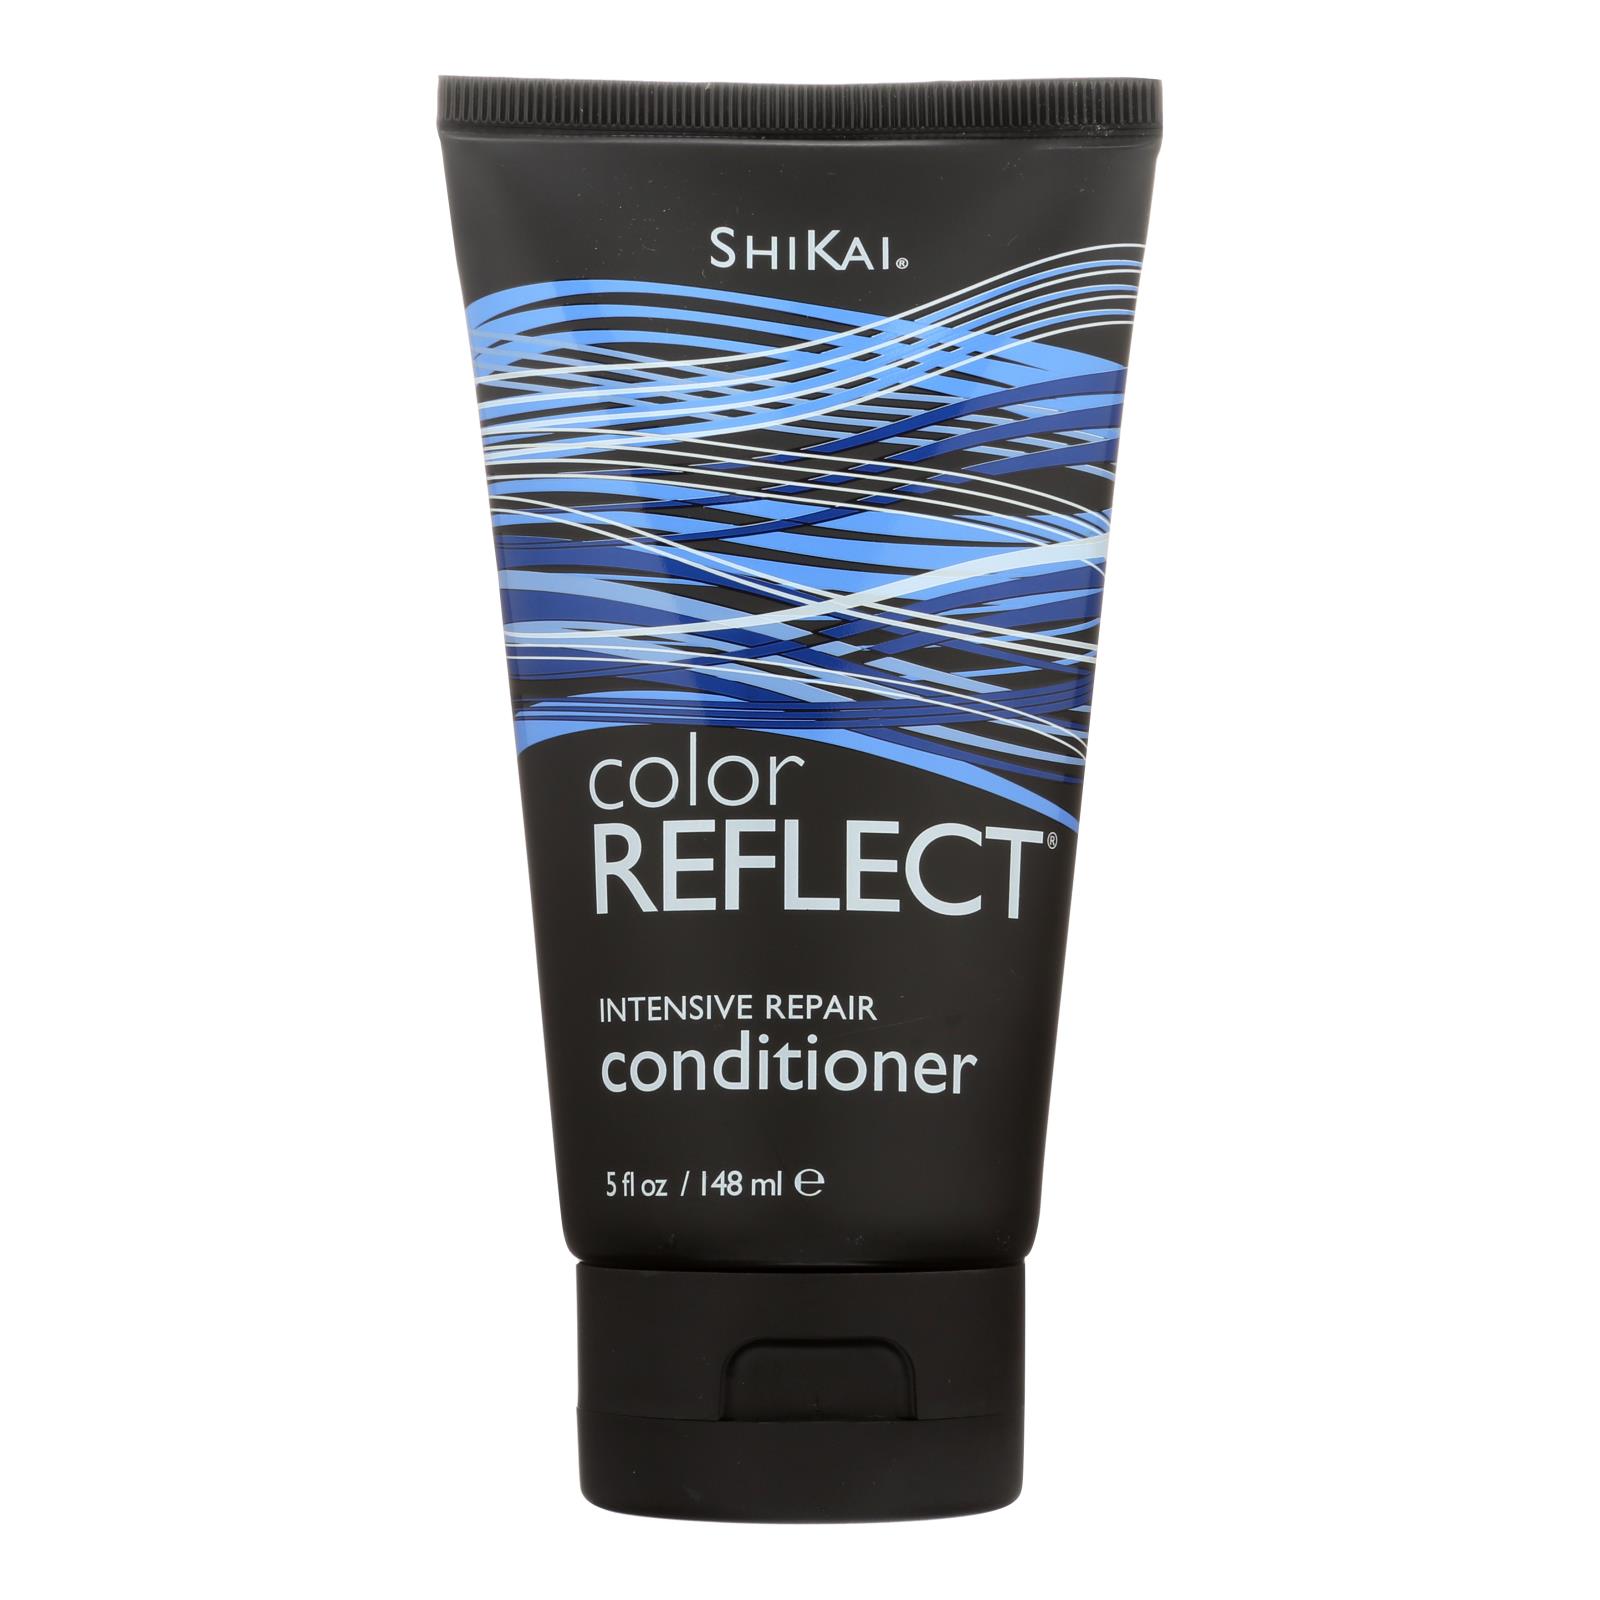 SHIKAI®
color
REFLECT®
INTENSIVE REPAIR
conditioner
5 fl oz / 148 ml ℮